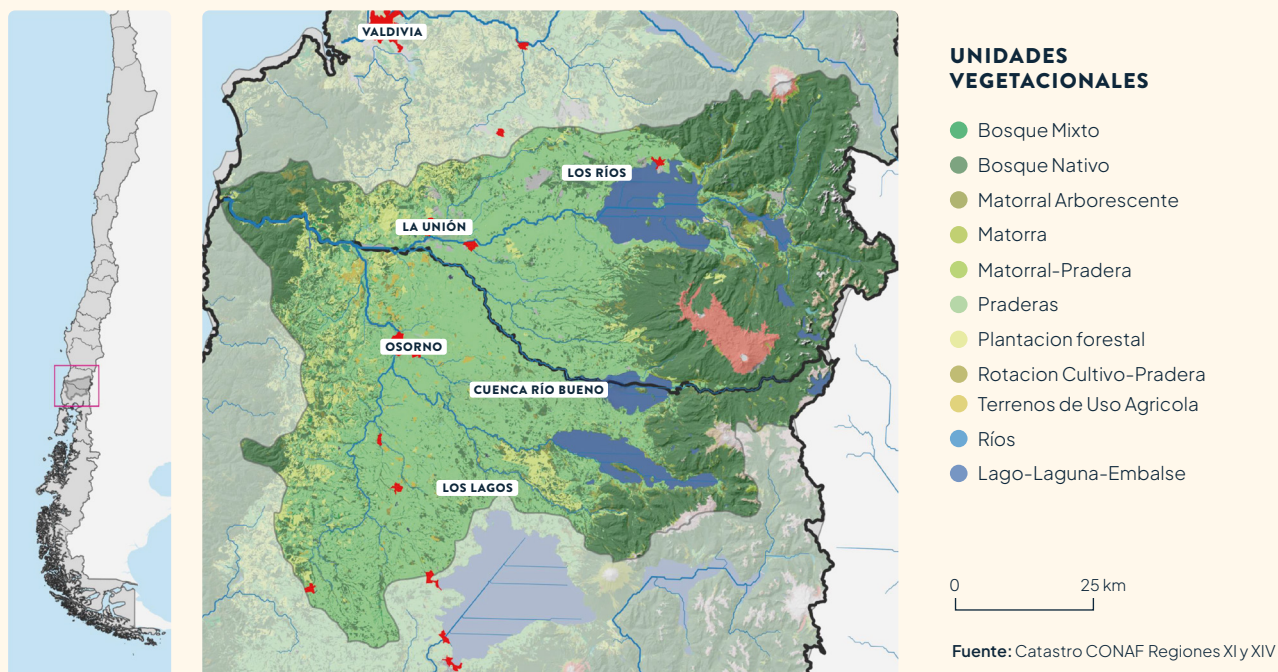 VALDIVIA
LOS RÍOS
LA UNIÓN
OSORNO
CUENCA RÍO BUENO
LOS LAGOS
UNIDADES
VEGETACIONALES
Bosque Mixto
Bosque Nativo
Matorral Arborescente
Matorra
Matorral-Pradera
Praderas
Plantacion forestal
Rotacion Cultivo-Pradera
Terrenos de Uso Agricola
Ríos
Lago-Laguna-Embalse
0 25 km
Fuente: Catastro CONAF Regiones XI y XIV